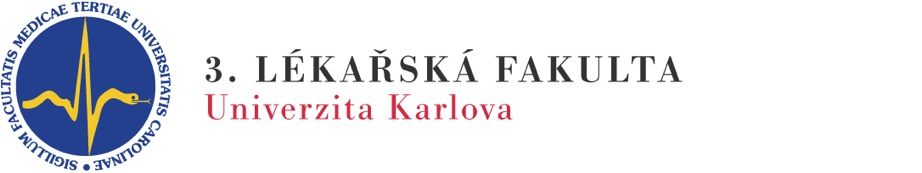 SIGILLUM FACULTATIS MEDICAE TERTIAE UNIVERSITATIS CAROLINAE •
3. LÉKAŘSKÁ FAKULTA
Univerzita Karlova